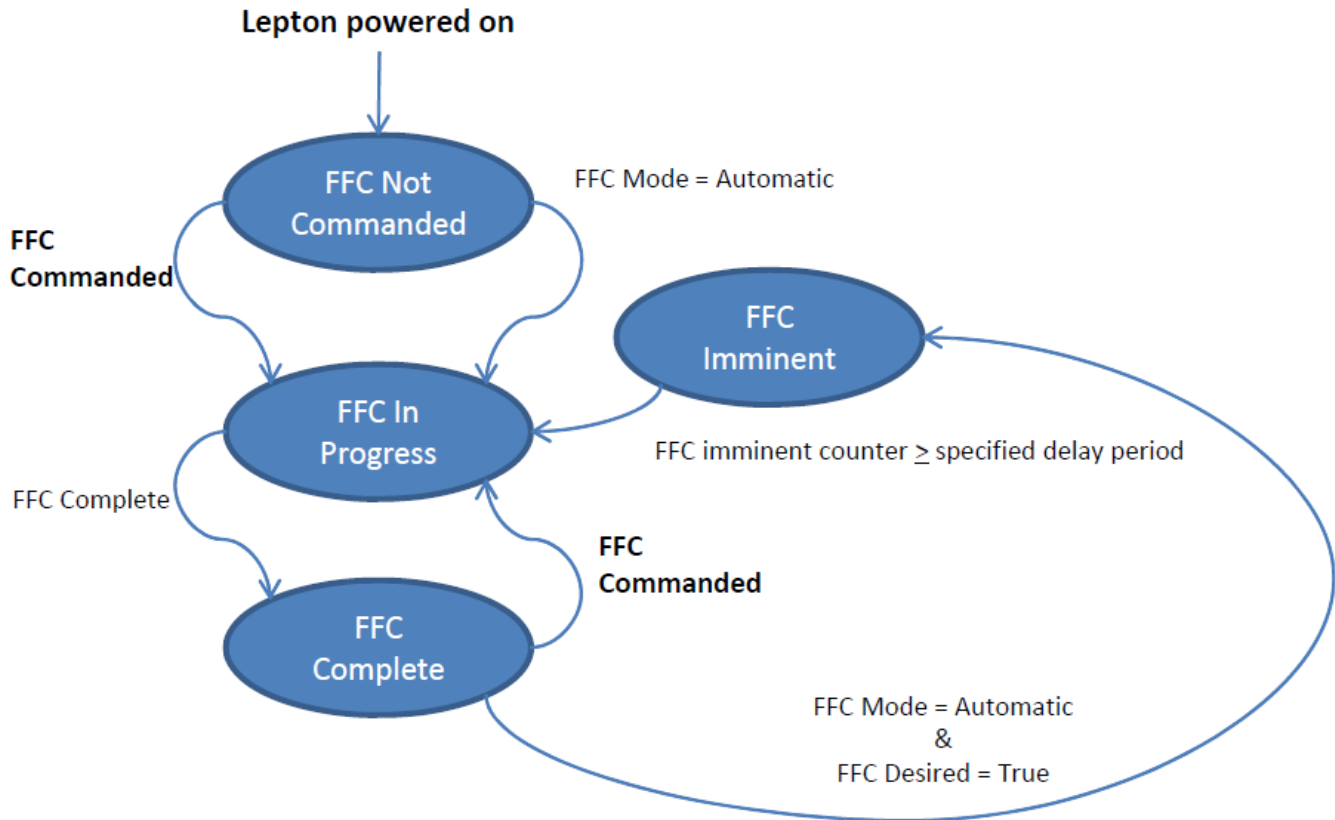 Lepton powered on
FFC Not
Commanded
FFC Mode = Automatic
FFC
Commanded
FFC
Imminent
FFC In
Progress
FFC imminent counter ≥ specified delay period
FFC Complete
FFC
Commanded
FFC
Complete
FFC Mode = Automatic
&
FFC Desired = True